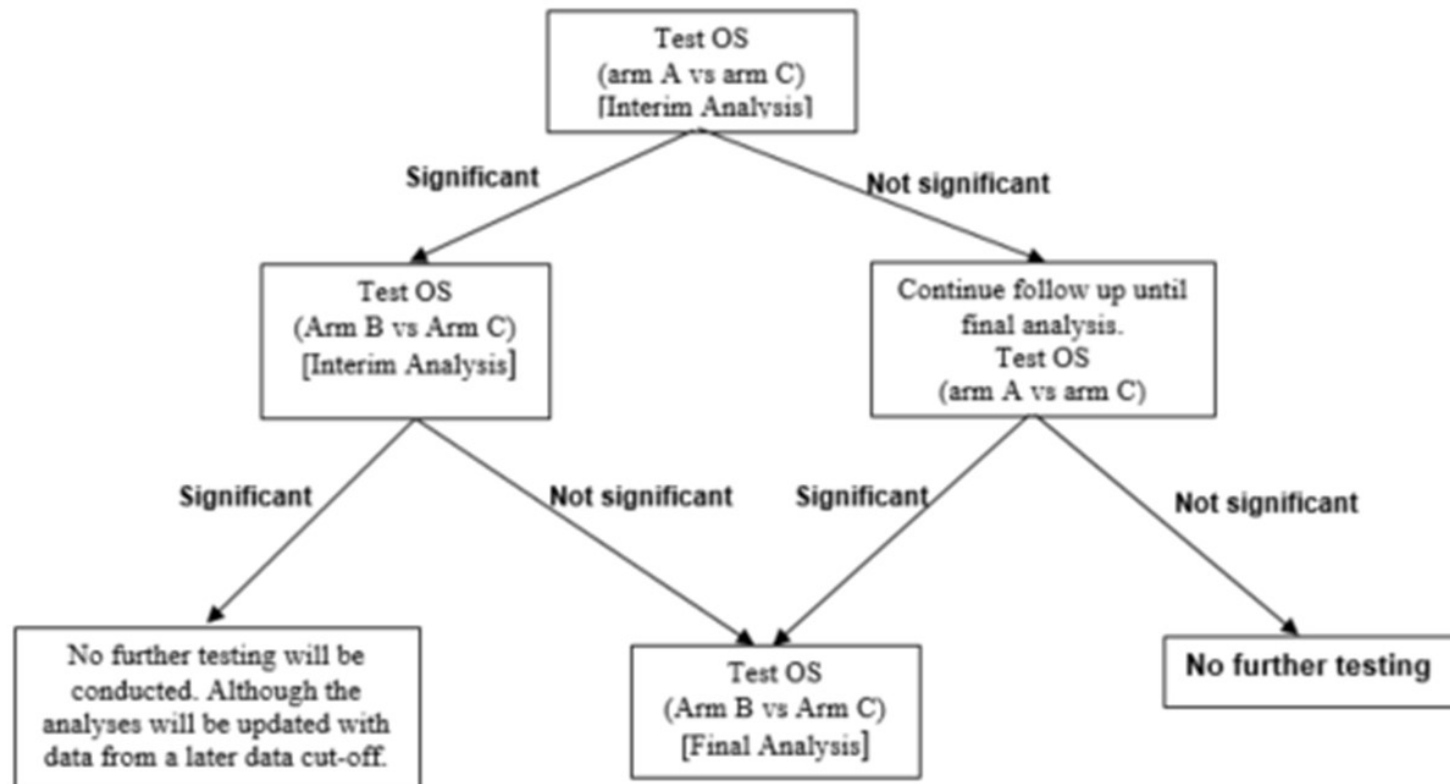 Test OS
(arm A vs arm C)
[Interim Analysis]
Significant
Not significant
Test OS
(Arm B vs Arm C)
[Interim Analysis]
Continue follow up until
final analysis.
Test OS
(arm A vs arm C)
Significant
Not significant
Significant
Not significant
No further testing will be
conducted. Although the
analyses will be updated with
data from a later data cut-off.
Test OS
(Arm B vs Arm C)
[Final Analysis]
No further testing